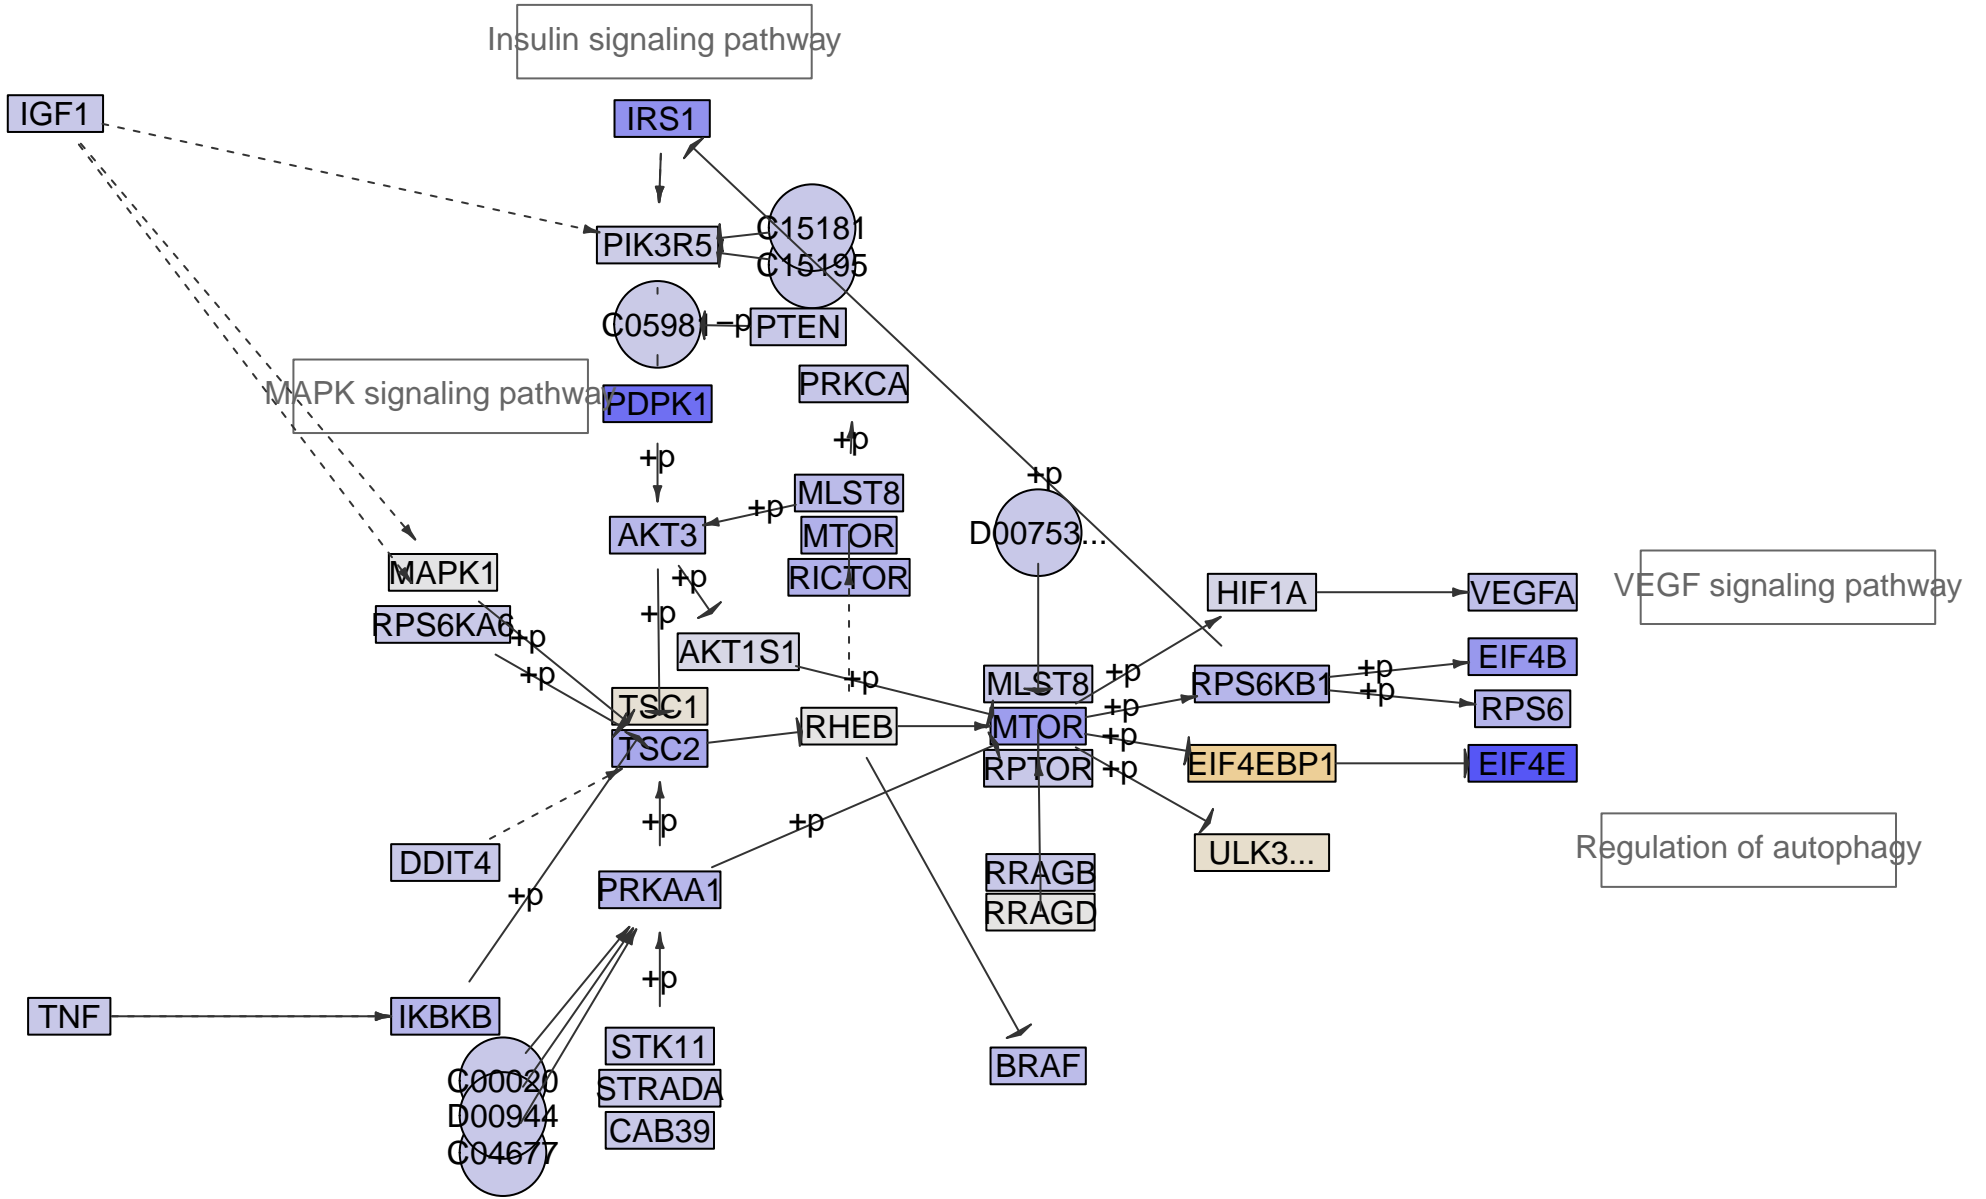 Insulin signaling pathway
IGF1
IRS1
C15181
PIK3R5
C15195
C05981
−p
PTEN
PRKCA
MAPK signaling pathway
PDPK1
+p
+p
+p
MLST8
+p
AKT3
MTOR
D00753...
MAPK1
+p
RICTOR
HIF1A
VEGFA
VEGF signaling pathway
+p
RPS6KA6
+p
AKT1S1
EIF4B
+p
+p
+p
+p
MLST8
RPS6KB1
+p
TSC1
+p
RPS6
RHEB
MTOR
+p
TSC2
RPTOR
+p
EIF4EBP1
EIF4E
+p
+p
DDIT4
ULK3...
Regulation of autophagy
RRAGB
+p
PRKAA1
RRAGD
+p
TNF
IKBKB
STK11
BRAF
C00020
STRADA
D00944
CAB39
C04677